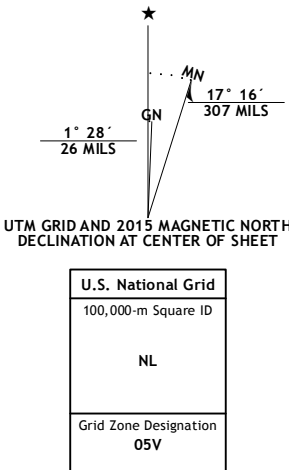 ★
MN
GN
17° 16´
307 MILS
1° 28´
26 MILS
UTM GRID AND 2015 MAGNETIC NORTH
DECLINATION AT CENTER OF SHEET
U.S. National Grid
100,000-m Square ID
NL
Grid Zone Designation
05V